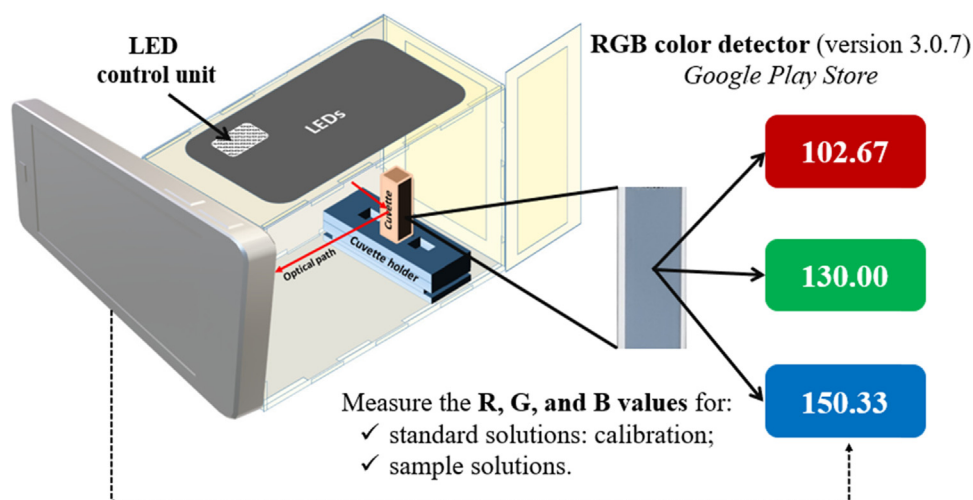 LED
control unit
RGB color detector (version 3.0.7)
Google Play Store
LEDs
102.67
Cuvette
Optical path
Cuvette holder
130.00
150.33
Measure the R, G, and B values for:
✓ standard solutions: calibration;
✓ sample solutions.